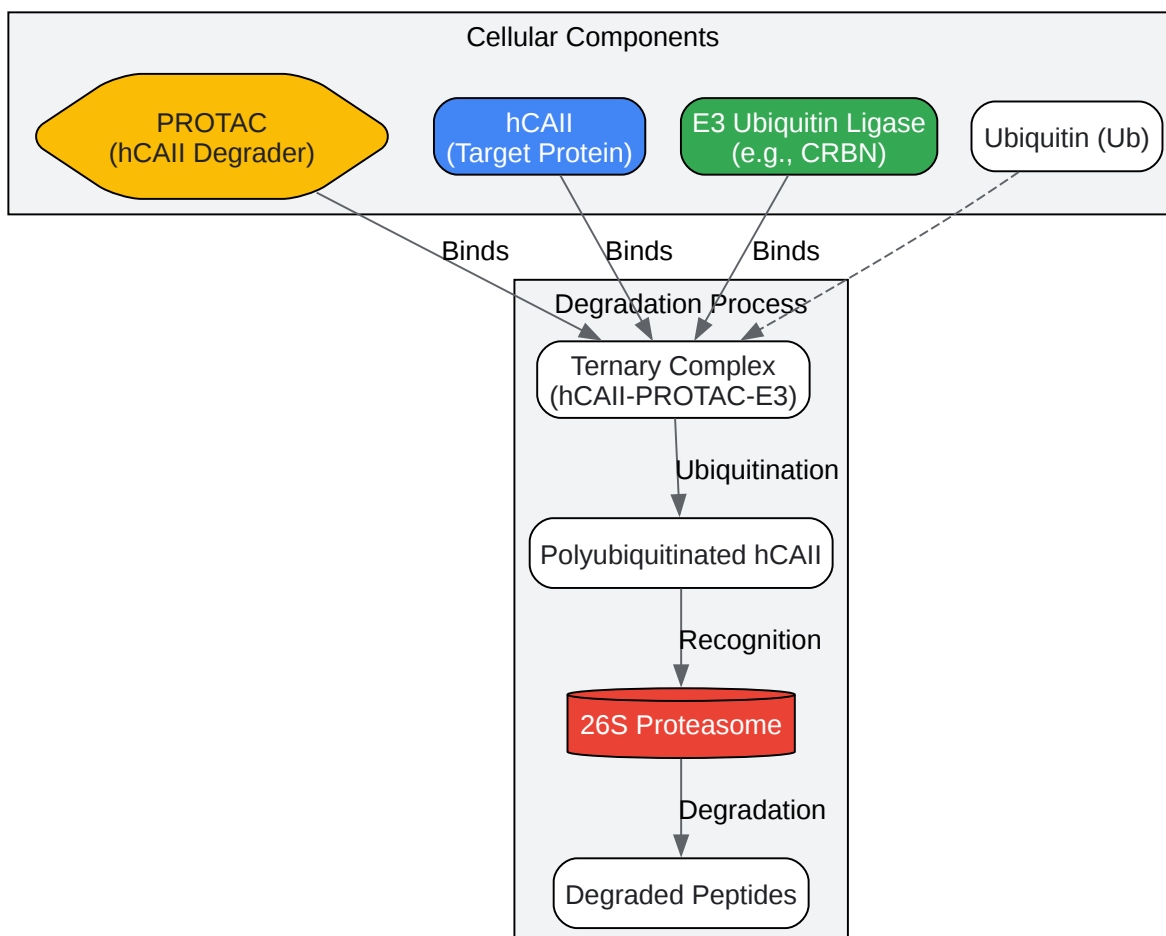 Cellular Components
PROTAC
(hCAII Degrader)
hCAII
(Target Protein)
E3 Ubiquitin Ligase
(e.g., CRBN)
Ubiquitin (Ub)
Binds
Binds
Binds
Degradation Process
Ternary Complex
(hCAII-PROTAC-E3)
Ubiquitination
Polyubiquitinated hCAII
Recognition
26S Proteasome
Degradation
Degraded Peptides